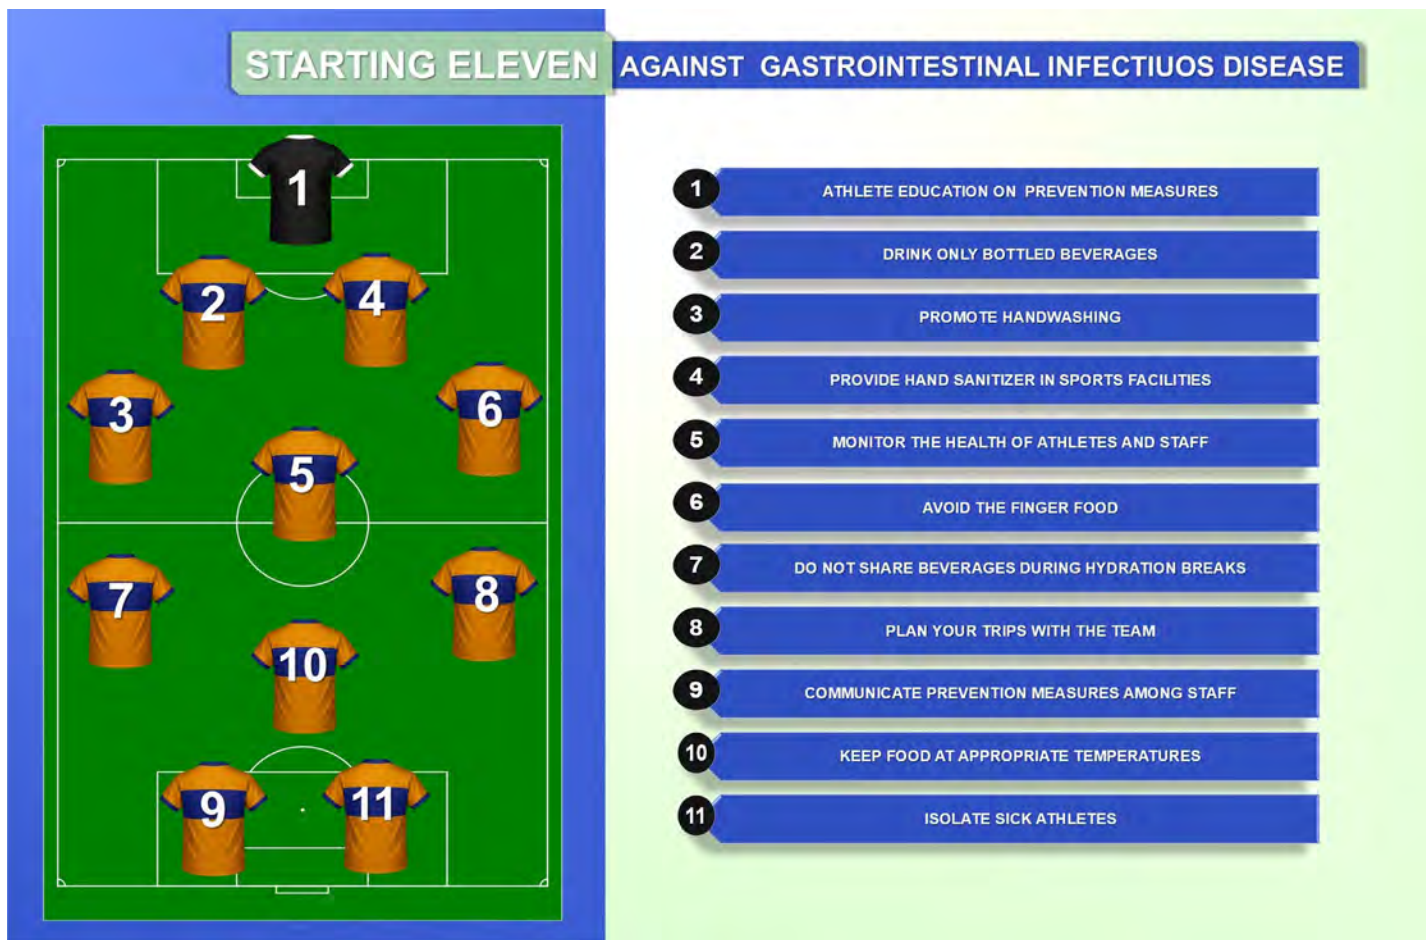 STARTING ELEVEN AGAINST GASTROINTESTINAL INFECTIUOS DISEASE
1
2 4
3 6
5
7 8
10
9 11
1 ATHLETE EDUCATION ON PREVENTION MEASURES
2 DRINK ONLY BOTTLED BEVERAGES
3 PROMOTE HANDWASHING
4 PROVIDE HAND SANITIZER IN SPORTS FACILITIES
5 MONITOR THE HEALTH OF ATHLETES AND STAFF
6 AVOID THE FINGER FOOD
7 DO NOT SHARE BEVERAGES DURING HYDRATION BREAKS
8 PLAN YOUR TRIPS WITH THE TEAM
9 COMMUNICATE PREVENTION MEASURES AMONG STAFF
10 KEEP FOOD AT APPROPRIATE TEMPERATURES
11 ISOLATE SICK ATHLETES